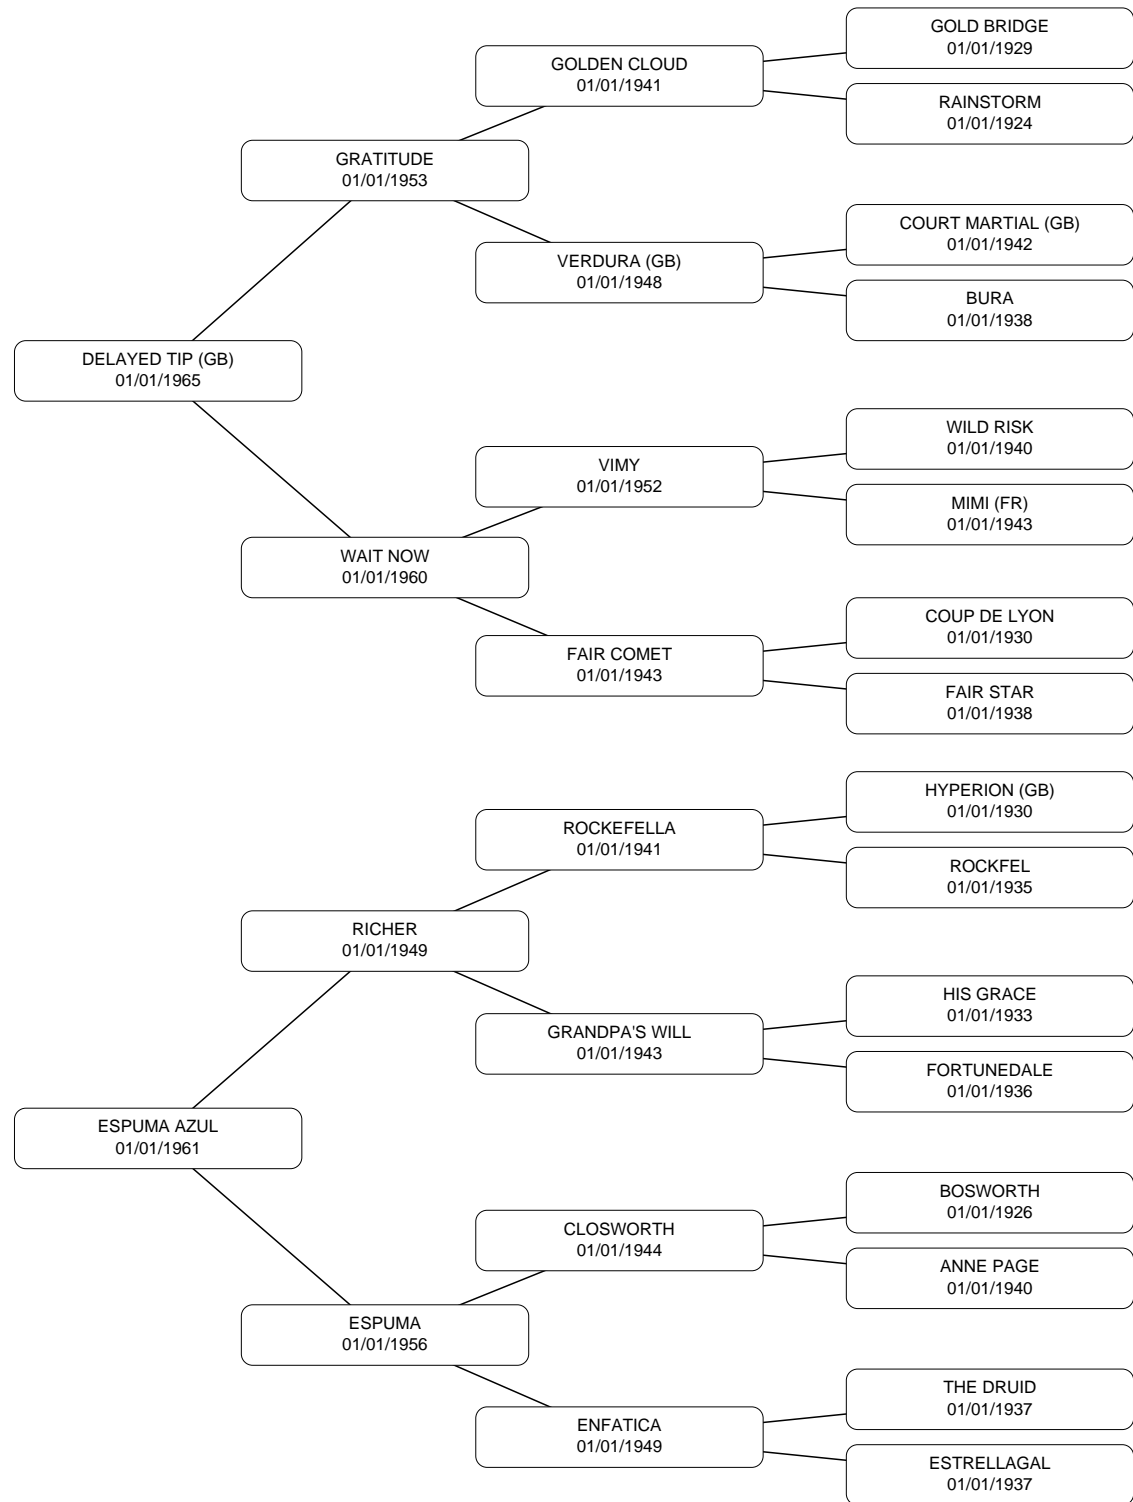 GOLD BRIDGE
01/01/1929
GOLDEN CLOUD
01/01/1941
RAINSTORM
01/01/1924
GRATITUDE
01/01/1953
COURT MARTIAL (GB)
01/01/1942
VERDURA (GB)
01/01/1948
BURA
01/01/1938
DELAYED TIP (GB)
01/01/1965
WILD RISK
01/01/1940
VIMY
01/01/1952
MIMI (FR)
01/01/1943
WAIT NOW
01/01/1960
COUP DE LYON
01/01/1930
FAIR COMET
01/01/1943
FAIR STAR
01/01/1938
HYPERION (GB)
01/01/1930
ROCKEFELLA
01/01/1941
ROCKFEL
01/01/1935
RICHER
01/01/1949
HIS GRACE
01/01/1933
GRANDPA'S WILL
01/01/1943
FORTUNEDALE
01/01/1936
ESPUMA AZUL
01/01/1961
BOSWORTH
01/01/1926
CLOSWORTH
01/01/1944
ANNE PAGE
01/01/1940
ESPUMA
01/01/1956
THE DRUID
01/01/1937
ENFATICA
01/01/1949
ESTRELLAGAL
01/01/1937